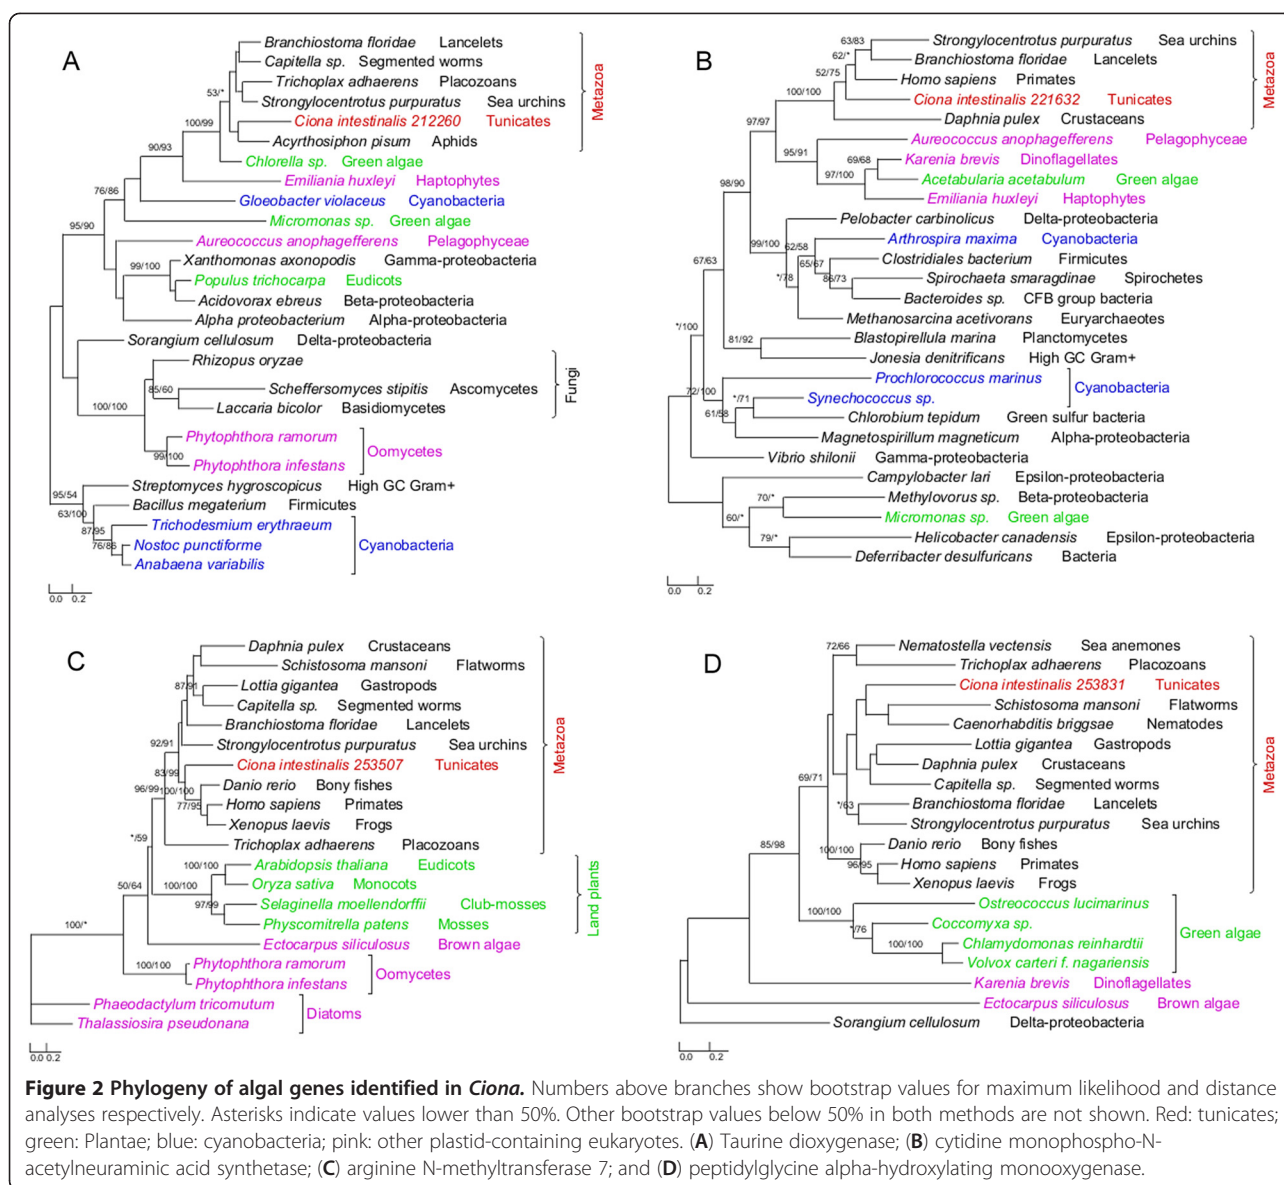 A
Branchiostoma floridae Lancelets
Capitella sp. Segmented worms
Trichoplax adhaerens Placozoans
53/*
Strongylocentrotus purpuratus Sea urchins
Metazoa
100/99
Ciona intestinalis 212260 Tunicates
Acyrthosiphon pisum Aphids
90/93
Chlorella sp. Green algae
Emiliania huxleyi Haptophytes
76/86
Gloeobacter violaceus Cyanobacteria
Micromonas sp. Green algae
95/90
Aureococcus anophagefferens Pelagophyceae
Xanthomonas axonopodis Gamma-proteobacteria
99/100
Populus trichocarpa Eudicots
Acidovorax ebreus Beta-proteobacteria
Alpha proteobacterium Alpha-proteobacteria
Sorangium cellulosum Delta-proteobacteria
Rhizopus oryzae
85/60
Scheffersomyces stipitis Ascomycetes
Fungi
100/100
Laccaria bicolor Basidiomycetes
Phytophthora ramorum
Oomycetes
99/100
Phytophthora infestans
Streptomyces hygroscopicus High GC Gram+
95/54
Bacillus megaterium Firmicutes
63/100
Trichodesmium erythraeum
87/95
Nostoc punctiforme
Cyanobacteria
76/86
Anabaena variabilis
0.0 0.2
B
63/83
Strongylocentrotus purpuratus Sea urchins
62/*
Branchiostoma floridae Lancelets
52/75
Homo sapiens Primates
Metazoa
100/100
Ciona intestinalis 221632 Tunicates
Daphnia pulex Crustaceans
97/97
Aureococcus anophagefferens Pelagophyceae
95/91
69/68
Karenia brevis Dinoflagellates
97/100
Acetabularia acetabulum Green algae
98/90
Emiliania huxleyi Haptophytes
Pelobacter carbinolicus Delta-proteobacteria
99/100
62/58
Arthrospira maxima Cyanobacteria
67/63
65/67
Clostridiales bacterium Firmicutes
*/78
86/73
Spirochaeta smaragdinae Spirochetes
Bacteroides sp. CFB group bacteria
Methanosarcina acetivorans Euryarchaeotes
*/100
81/92
Blastopirellula marina Planctomycetes
Jonesia denitrificans High GC Gram+
Prochlorococcus marinus
Cyanobacteria
72/100
*/71
Synechococcus sp.
61/58
Chlorobium tepidum Green sulfur bacteria
Magnetospirillum magneticum Alpha-proteobacteria
Vibrio shilonii Gamma-proteobacteria
Campylobacter lari Epsilon-proteobacteria
70/*
Methylovorus sp. Beta-proteobacteria
60/*
Micromonas sp. Green algae
79/*
Helicobacter canadensis Epsilon-proteobacteria
Deferribacter desulfuricans Bacteria
0.0 0.2
C
Daphnia pulex Crustaceans
Schistosoma mansoni Flatworms
87/91
Lottia gigantea Gastropods
Capitella sp. Segmented worms
Branchiostoma floridae Lancelets
92/91
Strongylocentrotus purpuratus Sea urchins
Metazoa
83/99
Ciona intestinalis 253507 Tunicates
96/99
100/100
Danio rerio Bony fishes
77/95
Homo sapiens Primates
Xenopus laevis Frogs
*/59
Trichoplax adhaerens Placozoans
100/100
Arabidopsis thaliana Eudicots
50/64
100/100
Oryza sativa Monocots
97/99
Selaginella moellendorffii Club-mosses
Land plants
Physcomitrella patens Mosses
100/*
Ectocarpus siliculosus Brown algae
100/100
Phytophthora ramorum
Oomycetes
Phytophthora infestans
Phaeodactylum tricornutum
Diatoms
Thalassiosira pseudonana
0.0 0.2
D
72/66
Nematostella vectensis Sea anemones
Trichoplax adhaerens Placozoans
Ciona intestinalis 253831 Tunicates
Schistosoma mansoni Flatworms
Caenorhabditis briggsae Nematodes
Lottia gigantea Gastropods
Daphnia pulex Crustaceans
Metazoa
69/71
Capitella sp. Segmented worms
*/63
Branchiostoma floridae Lancelets
Strongylocentrotus purpuratus Sea urchins
85/98
100/100
Danio rerio Bony fishes
96/95
Homo sapiens Primates
Xenopus laevis Frogs
100/100
Ostreococcus lucimarinus
*/76
Coccomyxa sp.
Green algae
100/100
Chlamydomonas reinhardtii
Volvox carteri f. nagariensis
Karenia brevis Dinoflagellates
Ectocarpus siliculosus Brown algae
Sorangium cellulosum Delta-proteobacteria
0.0 0.2
Figure 2 Phylogeny of algal genes identified in Ciona. Numbers above branches show bootstrap values for maximum likelihood and distance
analyses respectively. Asterisks indicate values lower than 50%. Other bootstrap values below 50% in both methods are not shown. Red: tunicates;
green: Plantae; blue: cyanobacteria; pink: other plastid-containing eukaryotes. (A) Taurine dioxygenase; (B) cytidine monophospho-N-
acetylneuraminic acid synthetase; (C) arginine N-methyltransferase 7; and (D) peptidylglycine alpha-hydroxylating monooxygenase.